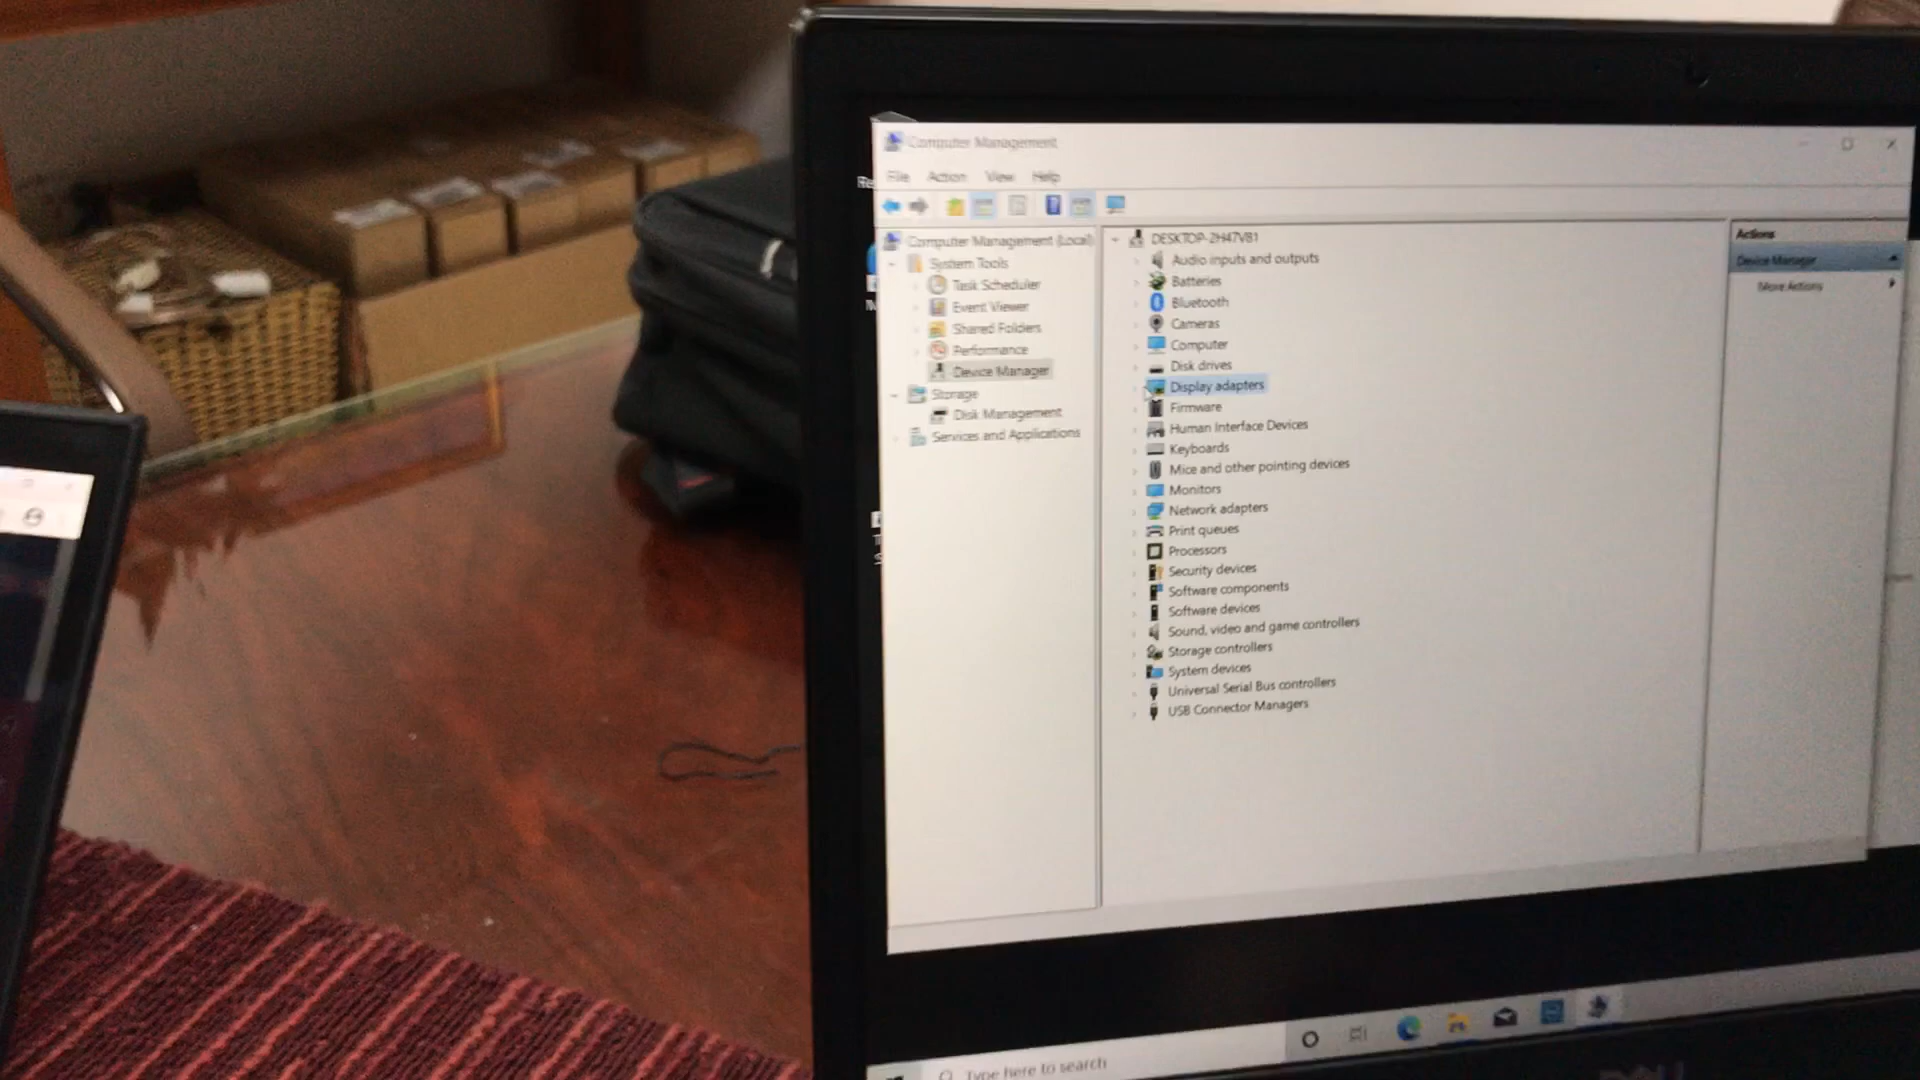 Computer Management
File Action View Help
Computer Management (Local)
System Tools
Task Scheduler
Event Viewer
Shared Folders
Performance
Device Manager
Storage
Disk Management
Services and Applications
DESKTOP-2H47V81
Audio inputs and outputs
Batteries
Bluetooth
Cameras
Computer
Disk drives
Display adapters
Firmware
Human Interface Devices
Keyboards
Mice and other pointing devices
Monitors
Network adapters
Print queues
Processors
Security devices
Software components
Software devices
Sound, video and game controllers
Storage controllers
System devices
Universal Serial Bus controllers
USB Connector Managers
Actions
Device Manager
More Actions
Type here to search
DELL